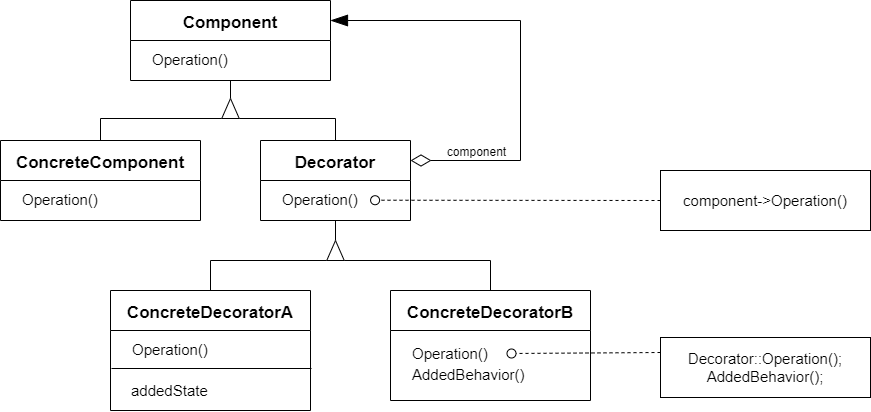 Component
Operation()
ConcreteComponent
Operation()
Decorator
Operation()
component
component->Operation()
ConcreteDecoratorA
Operation()
addedState
ConcreteDecoratorB
Operation()
AddedBehavior()
Decorator::Operation();
AddedBehavior();